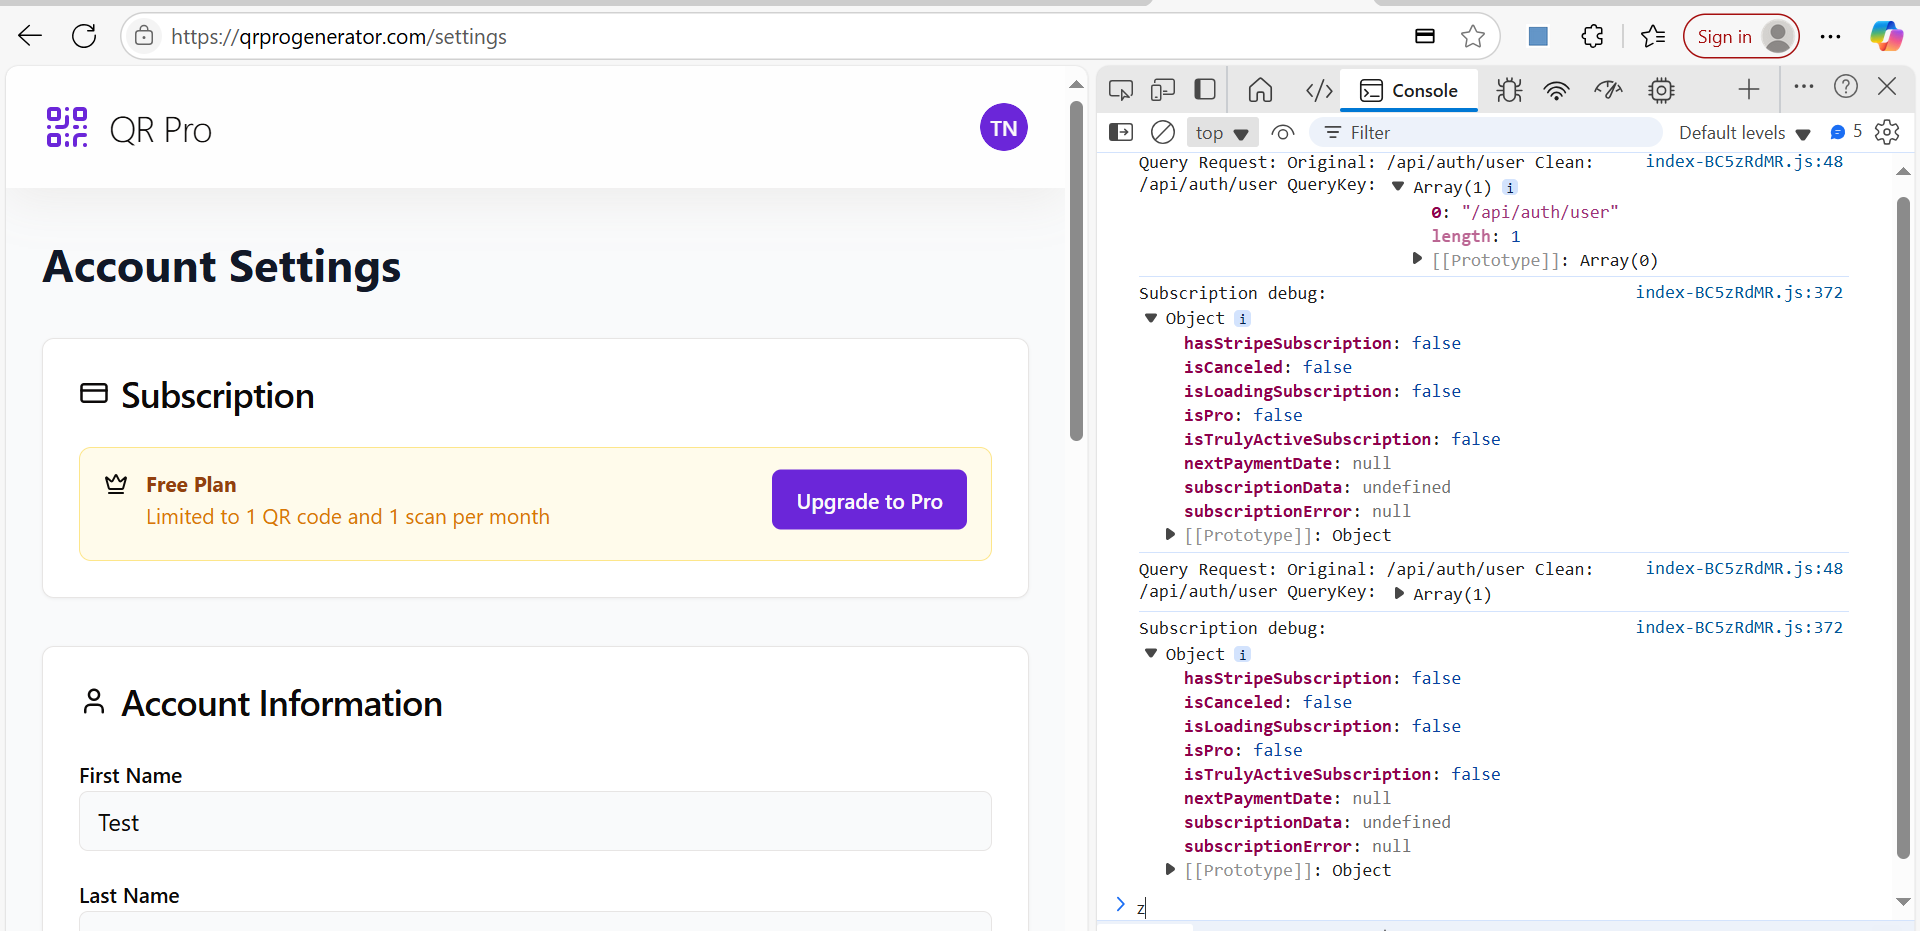 https://qrprogenerator.com/settings
Sign in
QR Pro
TN
Account Settings
Subscription
Free Plan
Limited to 1 QR code and 1 scan per month
Upgrade to Pro
Account Information
First Name
Test
Last Name
Console
top
Filter
Default levels
5
Query Request: Original: /api/auth/user Clean: index-BC5zRdMR.js:48
/api/auth/user QueryKey: Array(1) i
0: "/api/auth/user"
length: 1
[[Prototype]]: Array(0)
Subscription debug: index-BC5zRdMR.js:372
Object i
hasStripeSubscription: false
isCanceled: false
isLoadingSubscription: false
isPro: false
isTrulyActiveSubscription: false
nextPaymentDate: null
subscriptionData: undefined
subscriptionError: null
[[Prototype]]: Object
Query Request: Original: /api/auth/user Clean: index-BC5zRdMR.js:48
/api/auth/user QueryKey: Array(1)
Subscription debug: index-BC5zRdMR.js:372
Object i
hasStripeSubscription: false
isCanceled: false
isLoadingSubscription: false
isPro: false
isTrulyActiveSubscription: false
nextPaymentDate: null
subscriptionData: undefined
subscriptionError: null
[[Prototype]]: Object
z